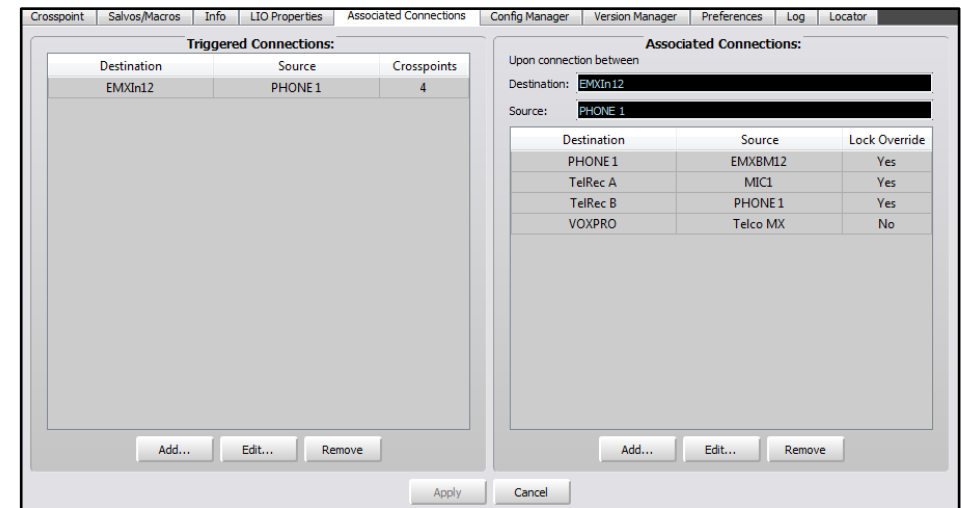 Crosspoint Salvos/Macros Info LIO Properties Associated Connections Config Manager Version Manager Preferences Log Locator
Triggered Connections:
Destination Source Crosspoints
EMXIn12 PHONE 1 4
Add... Edit... Remove
Associated Connections:
Upon connection between
Destination: EMXIn12
Source: PHONE 1
Destination Source Lock Override
PHONE 1 EMXBM12 Yes
TelRec A MIC1 Yes
TelRec B PHONE 1 Yes
VOXPRO Telco MX No
Add... Edit... Remove
Apply Cancel